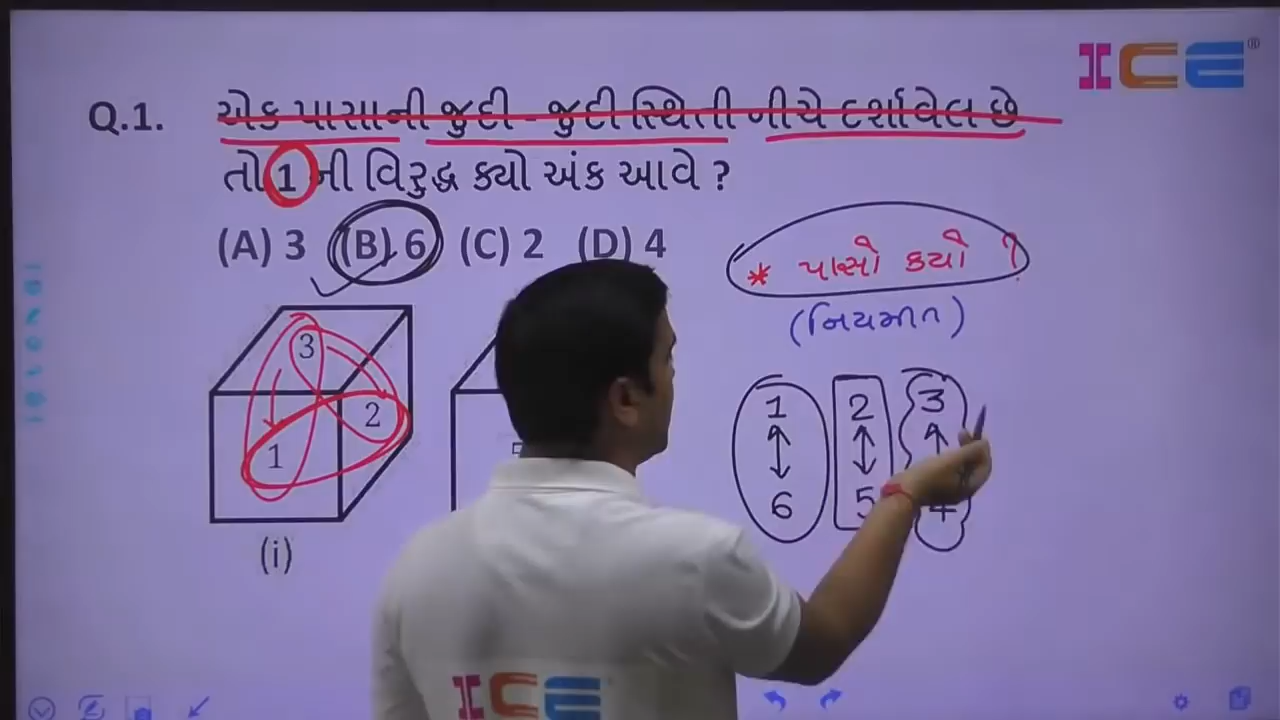 ICE®
Q.1. એક પાસાની જુદી - જુદી સ્થિતી નીચે દર્શાવેલ છે
તો 1 ની વિરુદ્ધ ક્યો અંક આવે ?
(A) 3 (B) 6 (C) 2 (D) 4
* પાસો કયો ?
(નિયમીત)
3
2
1
(i)
1 2 3
6 5 4
ICE